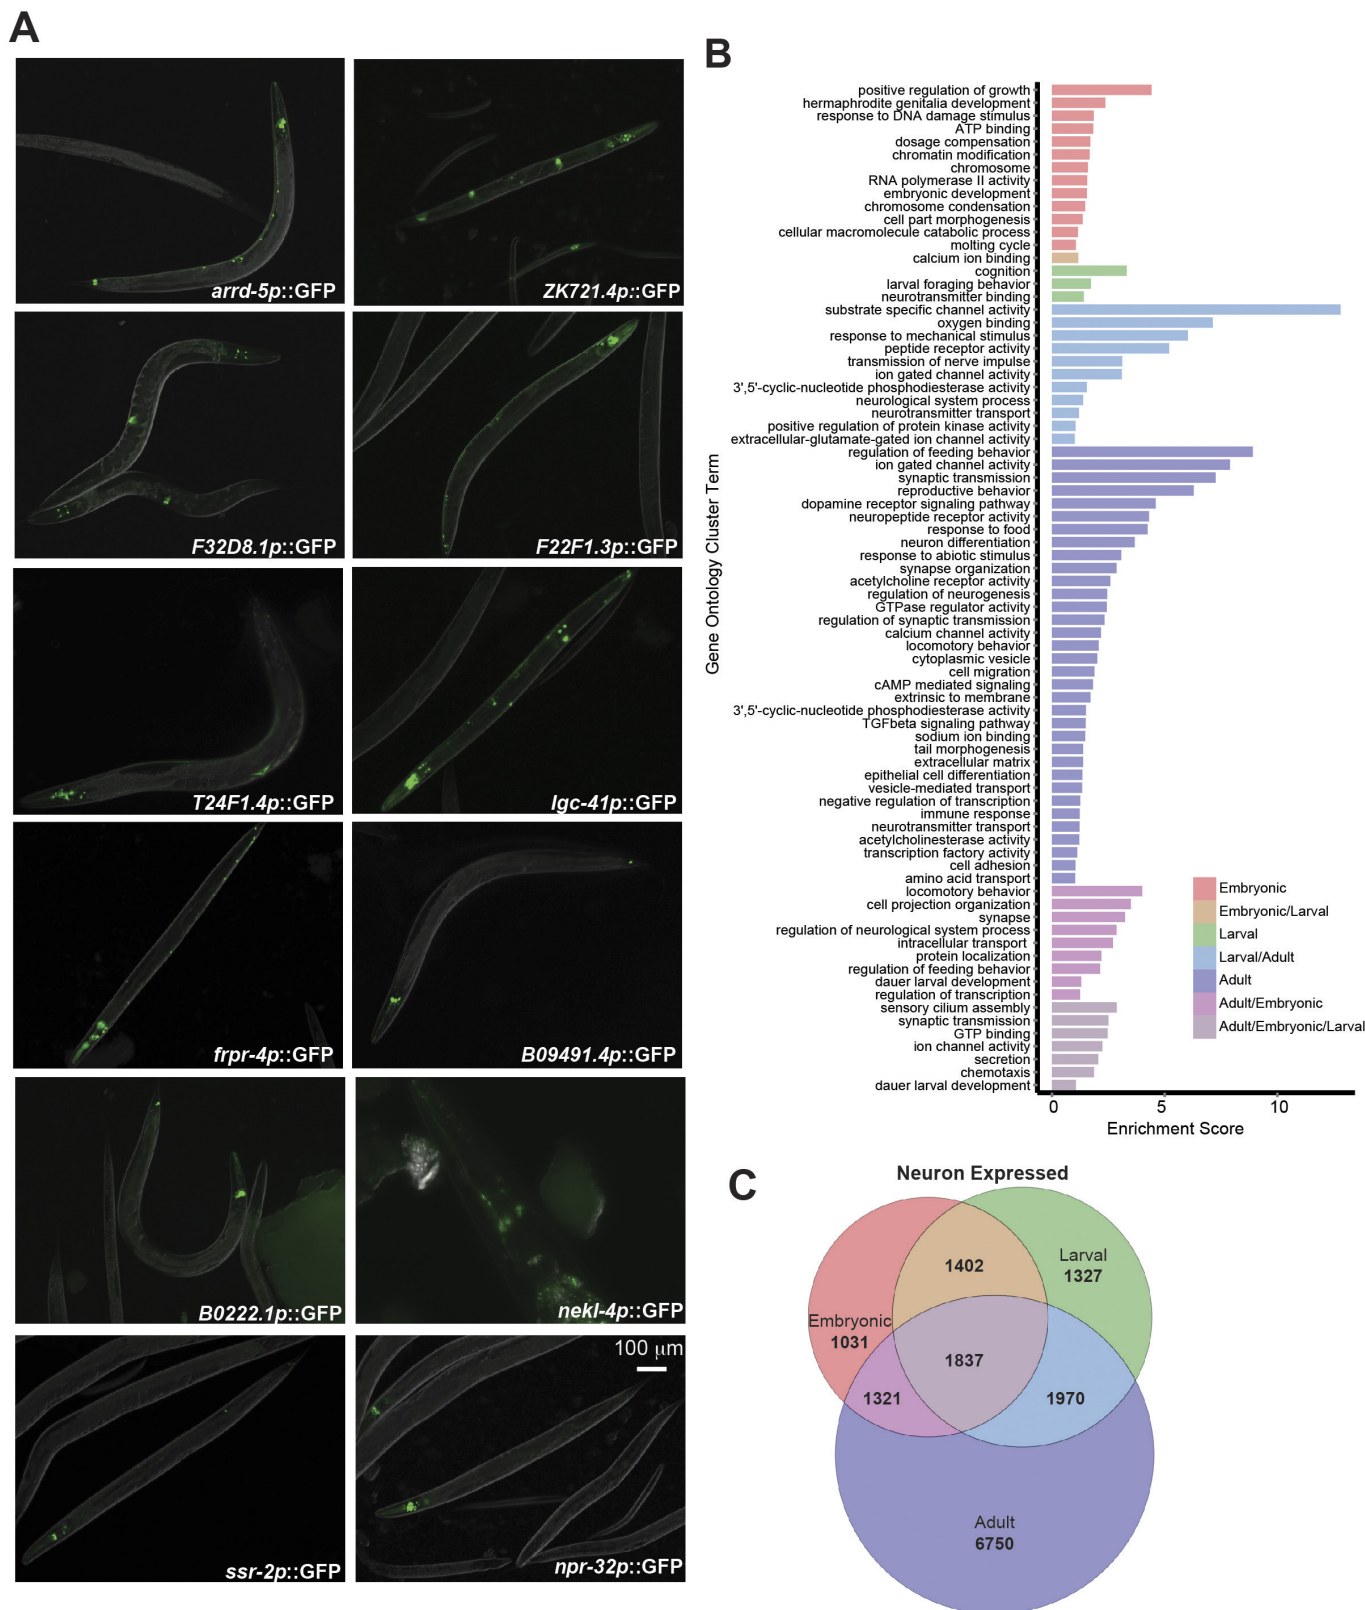 A
arrd-5p::GFP
ZK721.4p::GFP
F32D8.1p::GFP
F22F1.3p::GFP
T24F1.4p::GFP
lgc-41p::GFP
frpr-4p::GFP
B09491.4p::GFP
B0222.1p::GFP
nekl-4p::GFP
100 μm
ssr-2p::GFP
npr-32p::GFP
B
Gene Ontology Cluster Term
positive regulation of growth
hermaphrodite genitalia development
response to DNA damage stimulus
ATP binding
dosage compensation
chromatin modification
chromosome
RNA polymerase II activity
embryonic development
chromosome condensation
cell part morphogenesis
cellular macromolecule catabolic process
molting cycle
calcium ion binding
cognition
larval foraging behavior
neurotransmitter binding
substrate specific channel activity
oxygen binding
response to mechanical stimulus
peptide receptor activity
transmission of nerve impulse
ion gated channel activity
3',5'-cyclic-nucleotide phosphodiesterase activity
neurological system process
neurotransmitter transport
positive regulation of protein kinase activity
extracellular-glutamate-gated ion channel activity
regulation of feeding behavior
ion gated channel activity
synaptic transmission
reproductive behavior
dopamine receptor signaling pathway
neuropeptide receptor activity
response to food
neuron differentiation
response to abiotic stimulus
synapse organization
acetylcholine receptor activity
regulation of neurogenesis
GTPase regulator activity
regulation of synaptic transmission
calcium channel activity
locomotory behavior
cytoplasmic vesicle
cell migration
cAMP mediated signaling
extrinsic to membrane
3',5'-cyclic-nucleotide phosphodiesterase activity
TGFbeta signaling pathway
sodium ion binding
tail morphogenesis
extracellular matrix
epithelial cell differentiation
vesicle-mediated transport
negative regulation of transcription
immune response
neurotransmitter transport
acetylcholinesterase activity
transcription factor activity
cell adhesion
amino acid transport
locomotory behavior
cell projection organization
synapse
regulation of neurological system process
intracellular transport
protein localization
regulation of feeding behavior
dauer larval development
regulation of transcription
sensory cilium assembly
synaptic transmission
GTP binding
ion channel activity
secretion
chemotaxis
dauer larval development
0 5 10
Enrichment Score
Embryonic
Embryonic/Larval
Larval
Larval/Adult
Adult
Adult/Embryonic
Adult/Embryonic/Larval
C
Neuron Expressed
1402
Larval
1327
Embryonic
1031
1837
1321
1970
Adult
6750